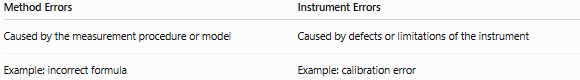 Method Errors Instrument Errors
Caused by the measurement procedure or model Caused by defects or limitations of the instrument
Example: incorrect formula Example: calibration error